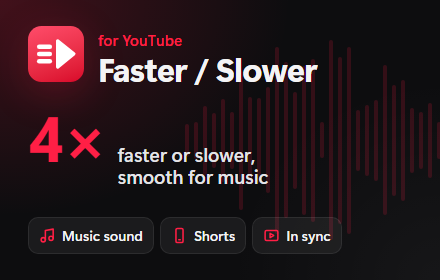 for YouTube
Faster / Slower
4×
faster or slower,
smooth for music
Music sound
Shorts
In sync